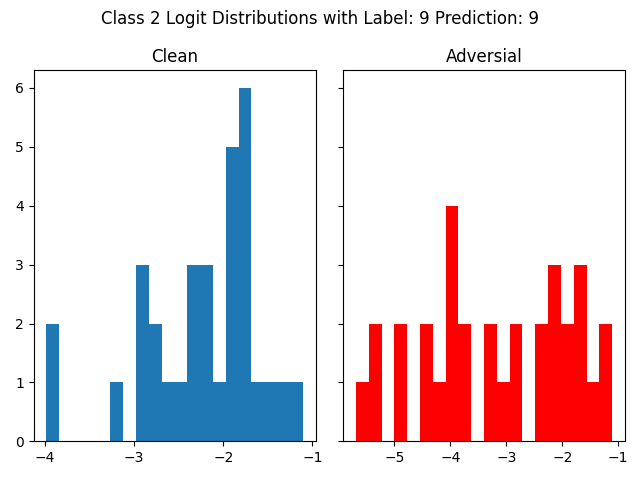 Class 2 Logit Distributions with Label: 9 Prediction: 9
Clean
Adversial
6
5
4
3
2
1
0
−4 −3 −2 −1
−5 −4 −3 −2 −1